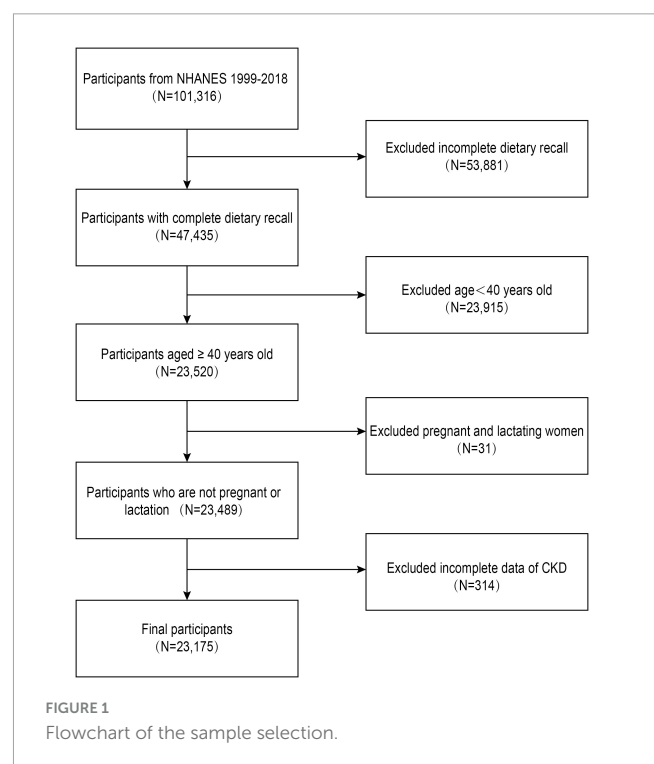 Participants from NHANES 1999-2018
(N=101,316)
Excluded incomplete dietary recall
(N=53,881)
Participants with complete dietary recall
(N=47,435)
Excluded age<40 years old
(N=23,915)
Participants aged ≥ 40 years old
(N=23,520)
Excluded pregnant and lactating women
(N=31)
Participants who are not pregnant or
lactation (N=23,489)
Excluded incomplete data of CKD
(N=314)
Final participants
(N=23,175)
FIGURE 1
Flowchart of the sample selection.